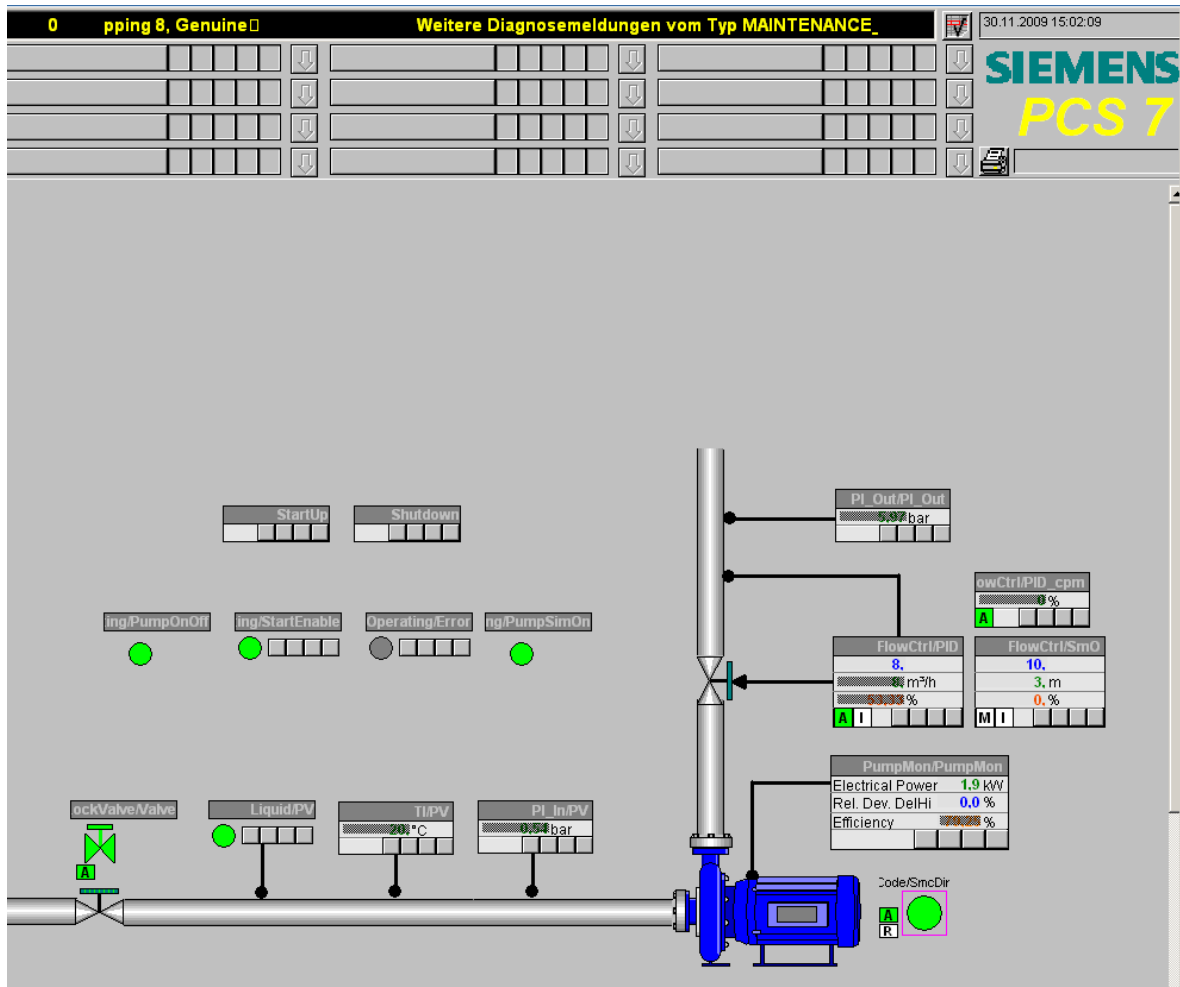 0 pping 8, Genuine▯ Weitere Diagnosemeldungen vom Typ MAINTENANCE_
30.11.2009 15:02:09
SIEMENS
PCS 7
StartUp
Shutdown
PI_Out/PI_Out
5,97 bar
owCtrl/PID_cpm
0 %
A
ing/PumpOnOff
ing/StartEnable
Operating/Error
ng/PumpSimOn
FlowCtrl/PID
8,
8, m³/h
53,33 %
A I
FlowCtrl/SmO
10,
3, m
0, %
M I
PumpMon/PumpMon
Electrical Power 1,9 kW
Rel. Dev. DelHi 0,0 %
Efficiency %
ockValve/Valve
A
Liquid/PV
TI/PV
20, °C
PI_In/PV
0,54 bar
Code/SmcDir
A
R